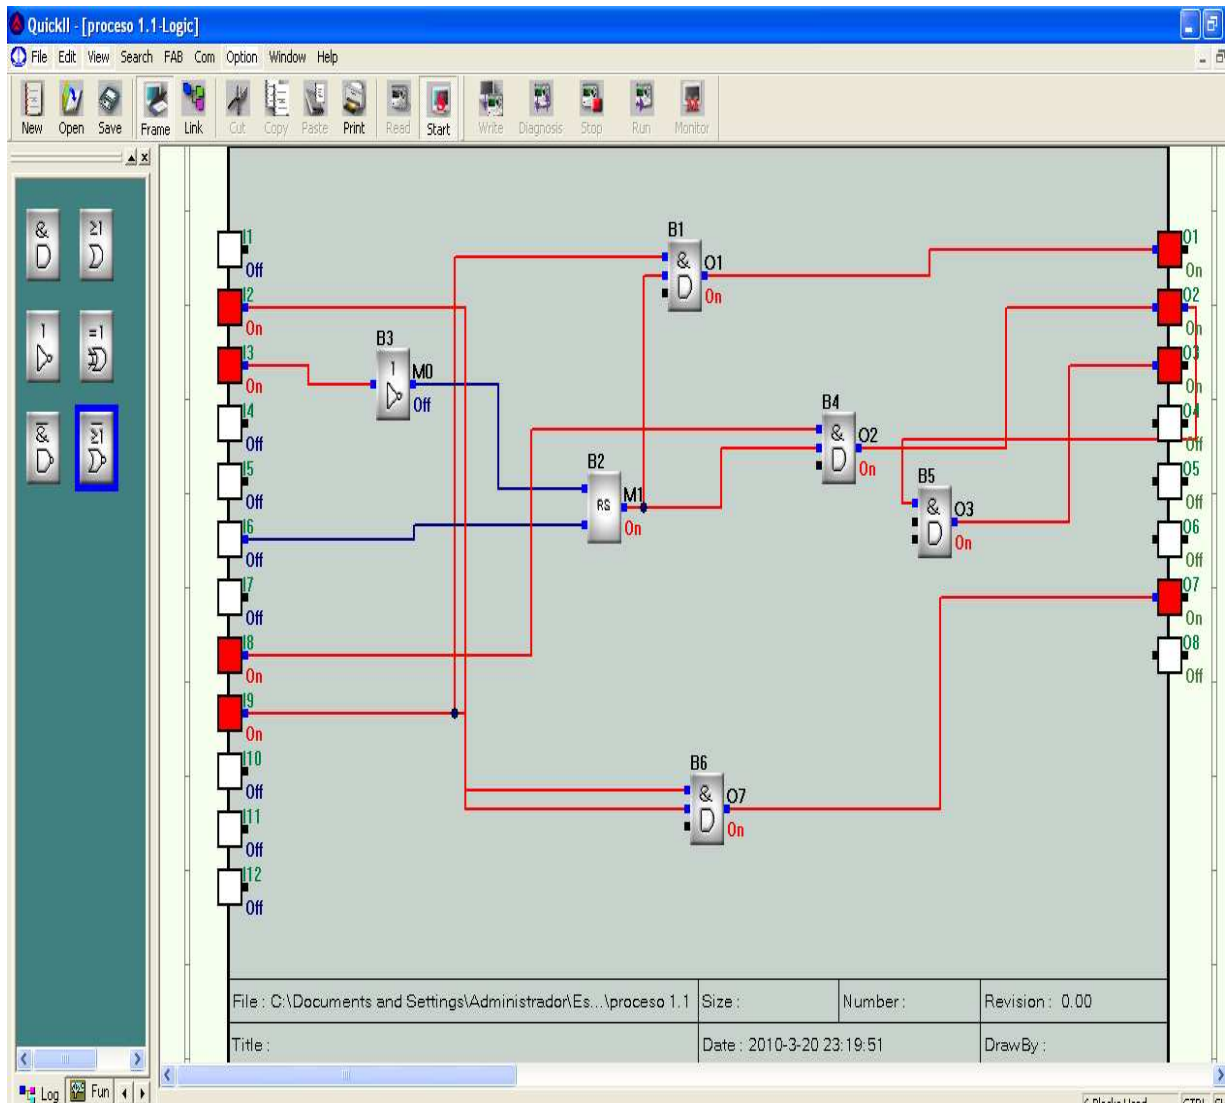 QuickII - [proceso 1.1-Logic]
File Edit View Search FAB Com Option Window Help
New Open Save Frame Link Cut Copy Paste Print Read Start Write Diagnosis Stop Run Monitor
& ≥1
1 =1
& ≥1
I1
Off
I2
On
I3
On
I4
Off
I5
Off
I6
Off
I7
Off
I8
On
I9
On
I10
Off
I11
Off
I12
Off
B1
&
O1
On
B3
1
M0
Off
B4
&
O2
On
B2
RS
M1
On
B5
&
O3
On
B6
&
O7
On
O1
On
O2
On
O3
On
O4
Off
O5
Off
O6
Off
O7
On
O8
Off
File : C:\Documents and Settings\Administrador\Es...\proceso 1.1 Size : Number : Revision : 0.00
Title : Date : 2010-3-20 23:19:51 DrawBy :
Log Fun